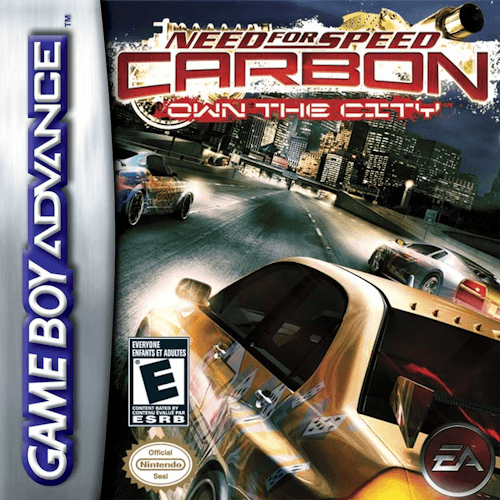 GAME BOY ADVANCE
TM
NEED FOR SPEED
CARBON
OWN THE CITY
EVERYONE
ENFANTS ET ADULTES
E
CONTENT RATED BY
CONTENU ÉVALUÉ PAR
ESRB
Official
Nintendo
Seal
EA